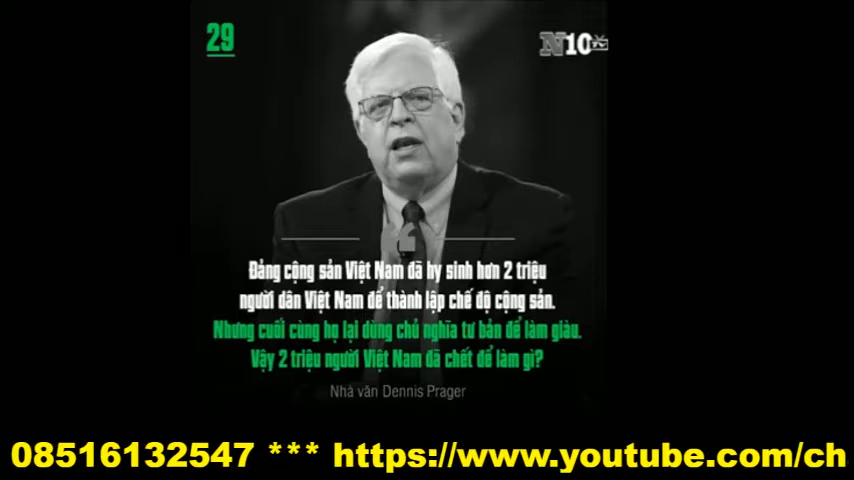 29
N10TV
Đảng cộng sản Việt Nam đã hy sinh hơn 2 triệu
người dân Việt Nam để thành lập chế độ cộng sản.
Nhưng cuối cùng họ lại dùng chủ nghĩa tư bản để làm giàu.
Vậy 2 triệu người Việt Nam đã chết để làm gì?
Nhà văn Dennis Prager
08516132547 *** https://www.youtube.com/ch